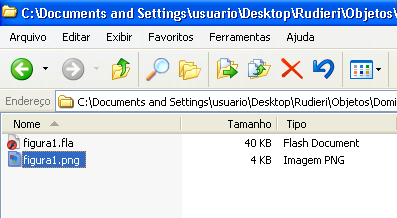 C:\Documents and Settings\usuario\Desktop\Rudieri\Objetos\
Arquivo Editar Exibir Favoritos Ferramentas Ajuda
Endereço C:\Documents and Settings\usuario\Desktop\Rudieri\Objetos\Domi
Nome Tamanho Tipo
figura1.fla 40 KB Flash Document
figura1.png 4 KB Imagem PNG